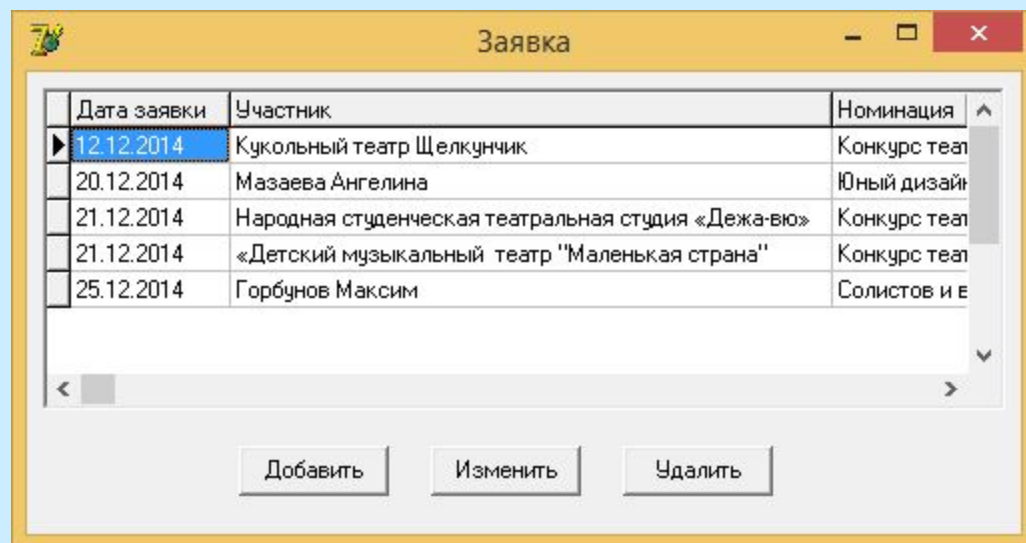 Заявка
Дата заявки Участник Номинация
12.12.2014 Кукольный театр Щелкунчик Конкурс теат
20.12.2014 Мазаева Ангелина Юный дизайн
21.12.2014 Народная студенческая театральная студия «Дежа-вю» Конкурс теат
21.12.2014 «Детский музыкальный театр "Маленькая страна" Конкурс теат
25.12.2014 Горбунов Максим Солистов и в
Добавить Изменить Удалить